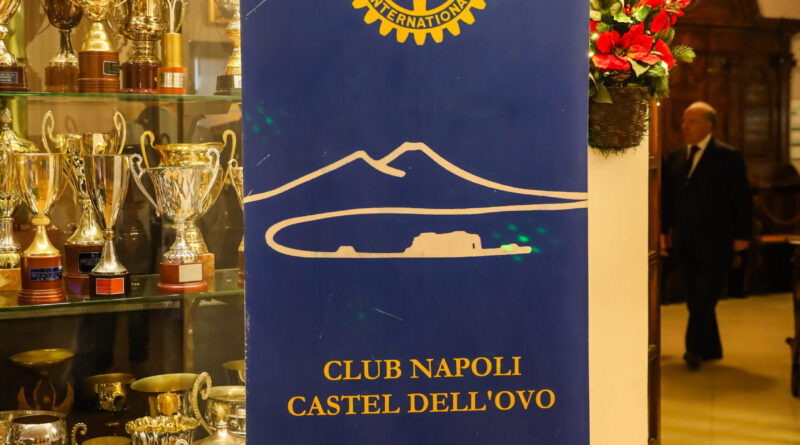 INTERNATIONAL
CLUB NAPOLI
CASTEL DELL'OVO